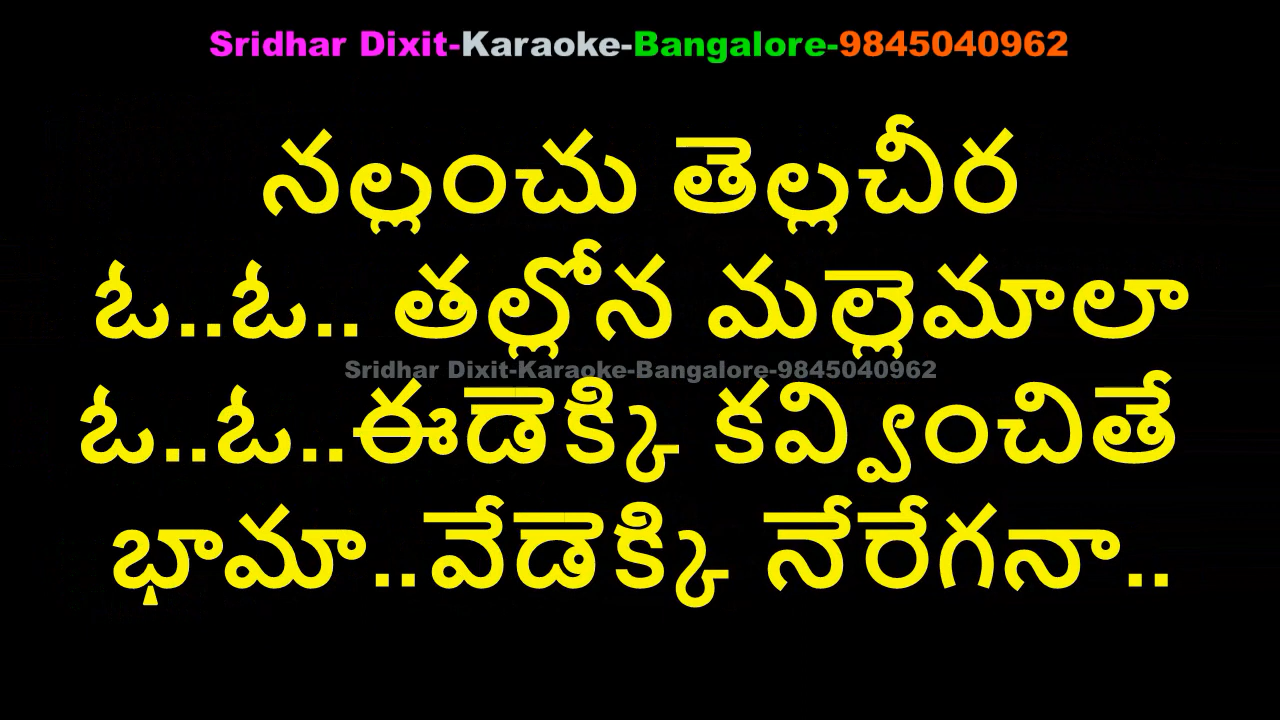 Sridhar Dixit-Karaoke-Bangalore-9845040962
నల్లంచు తెల్లచీర
ఓ..ఓ.. తల్లోన మల్లెమాలా
Sridhar Dixit-Karaoke-Bangalore-9845040962
ఓ..ఓ..ఈడెక్కి కవ్వించితే
భామా..వేడెక్కి నేరేగనా..